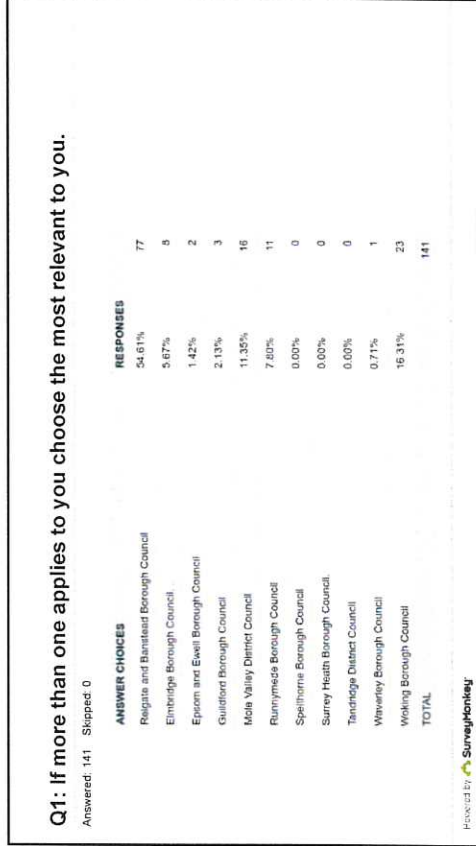 Q1: If more than one applies to you choose the most relevant to you.
Answered: 141 Skipped: 0
ANSWER CHOICES RESPONSES
Reigate and Banstead Borough Council 54.61% 77
Elmbridge Borough Council. 5.67% 8
Epsom and Ewell Borough Council 1.42% 2
Guildford Borough Council 2.13% 3
Mole Valley District Council 11.35% 16
Runnymede Borough Council 7.80% 11
Spelthorne Borough Council 0.00% 0
Surrey Heath Borough Council. 0.00% 0
Tandridge District Council 0.00% 0
Waverley Borough Council 0.71% 1
Woking Borough Council 16.31% 23
TOTAL 141
Powered by SurveyMonkey